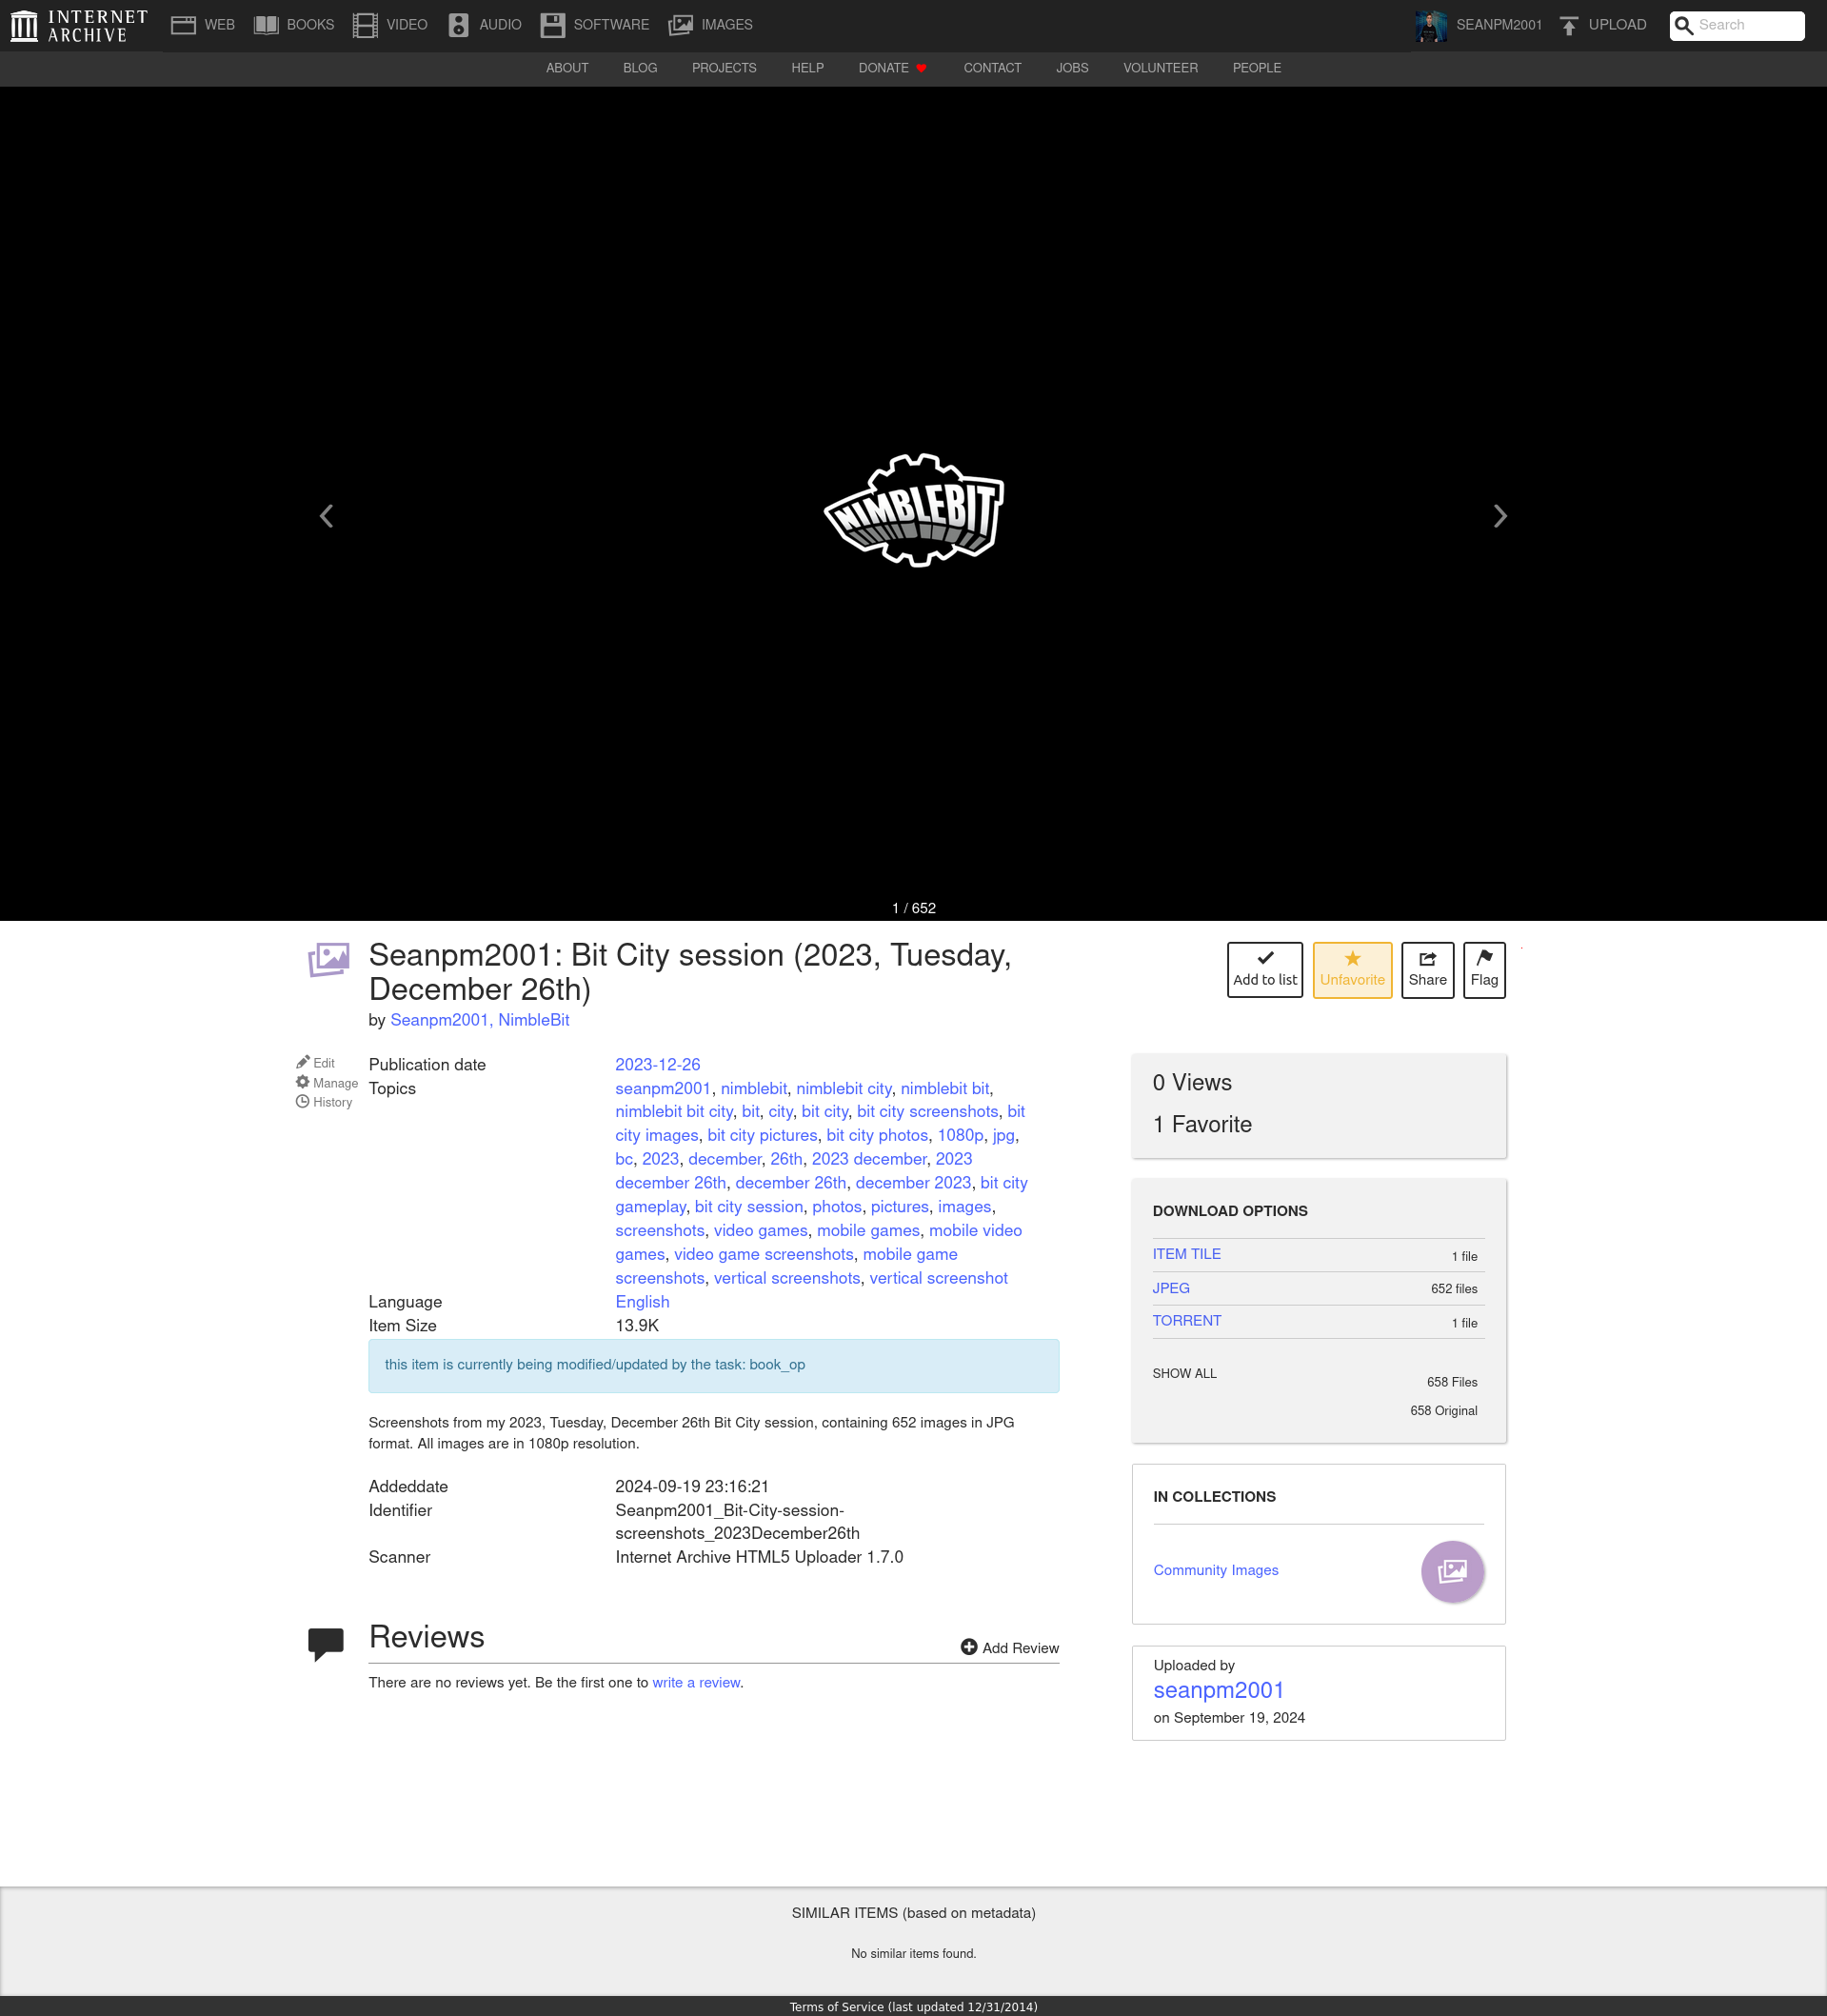 INTERNET ARCHIVE
WEB BOOKS VIDEO AUDIO SOFTWARE IMAGES SEANPM2001 UPLOAD Search
ABOUT BLOG PROJECTS HELP DONATE CONTACT JOBS VOLUNTEER PEOPLE
NIMBLEBIT
1 / 652
Seanpm2001: Bit City session (2023, Tuesday,
December 26th)
by Seanpm2001, NimbleBit
Add to list Unfavorite Share Flag
Edit
Manage
History
Publication date 2023-12-26
Topics seanpm2001, nimblebit, nimblebit city, nimblebit bit,
nimblebit bit city, bit, city, bit city, bit city screenshots, bit
city images, bit city pictures, bit city photos, 1080p, jpg,
bc, 2023, december, 26th, 2023 december, 2023
december 26th, december 26th, december 2023, bit city
gameplay, bit city session, photos, pictures, images,
screenshots, video games, mobile games, mobile video
games, video game screenshots, mobile game
screenshots, vertical screenshots, vertical screenshot
Language English
Item Size 13.9K
this item is currently being modified/updated by the task: book_op
Screenshots from my 2023, Tuesday, December 26th Bit City session, containing 652 images in JPG
format. All images are in 1080p resolution.
Addeddate 2024-09-19 23:16:21
Identifier Seanpm2001_Bit-City-session-
screenshots_2023December26th
Scanner Internet Archive HTML5 Uploader 1.7.0
Reviews
Add Review
There are no reviews yet. Be the first one to write a review.
0 Views
1 Favorite
DOWNLOAD OPTIONS
ITEM TILE 1 file
JPEG 652 files
TORRENT 1 file
SHOW ALL
658 Files
658 Original
IN COLLECTIONS
Community Images
Uploaded by
seanpm2001
on September 19, 2024
SIMILAR ITEMS (based on metadata)
No similar items found.
Terms of Service (last updated 12/31/2014)